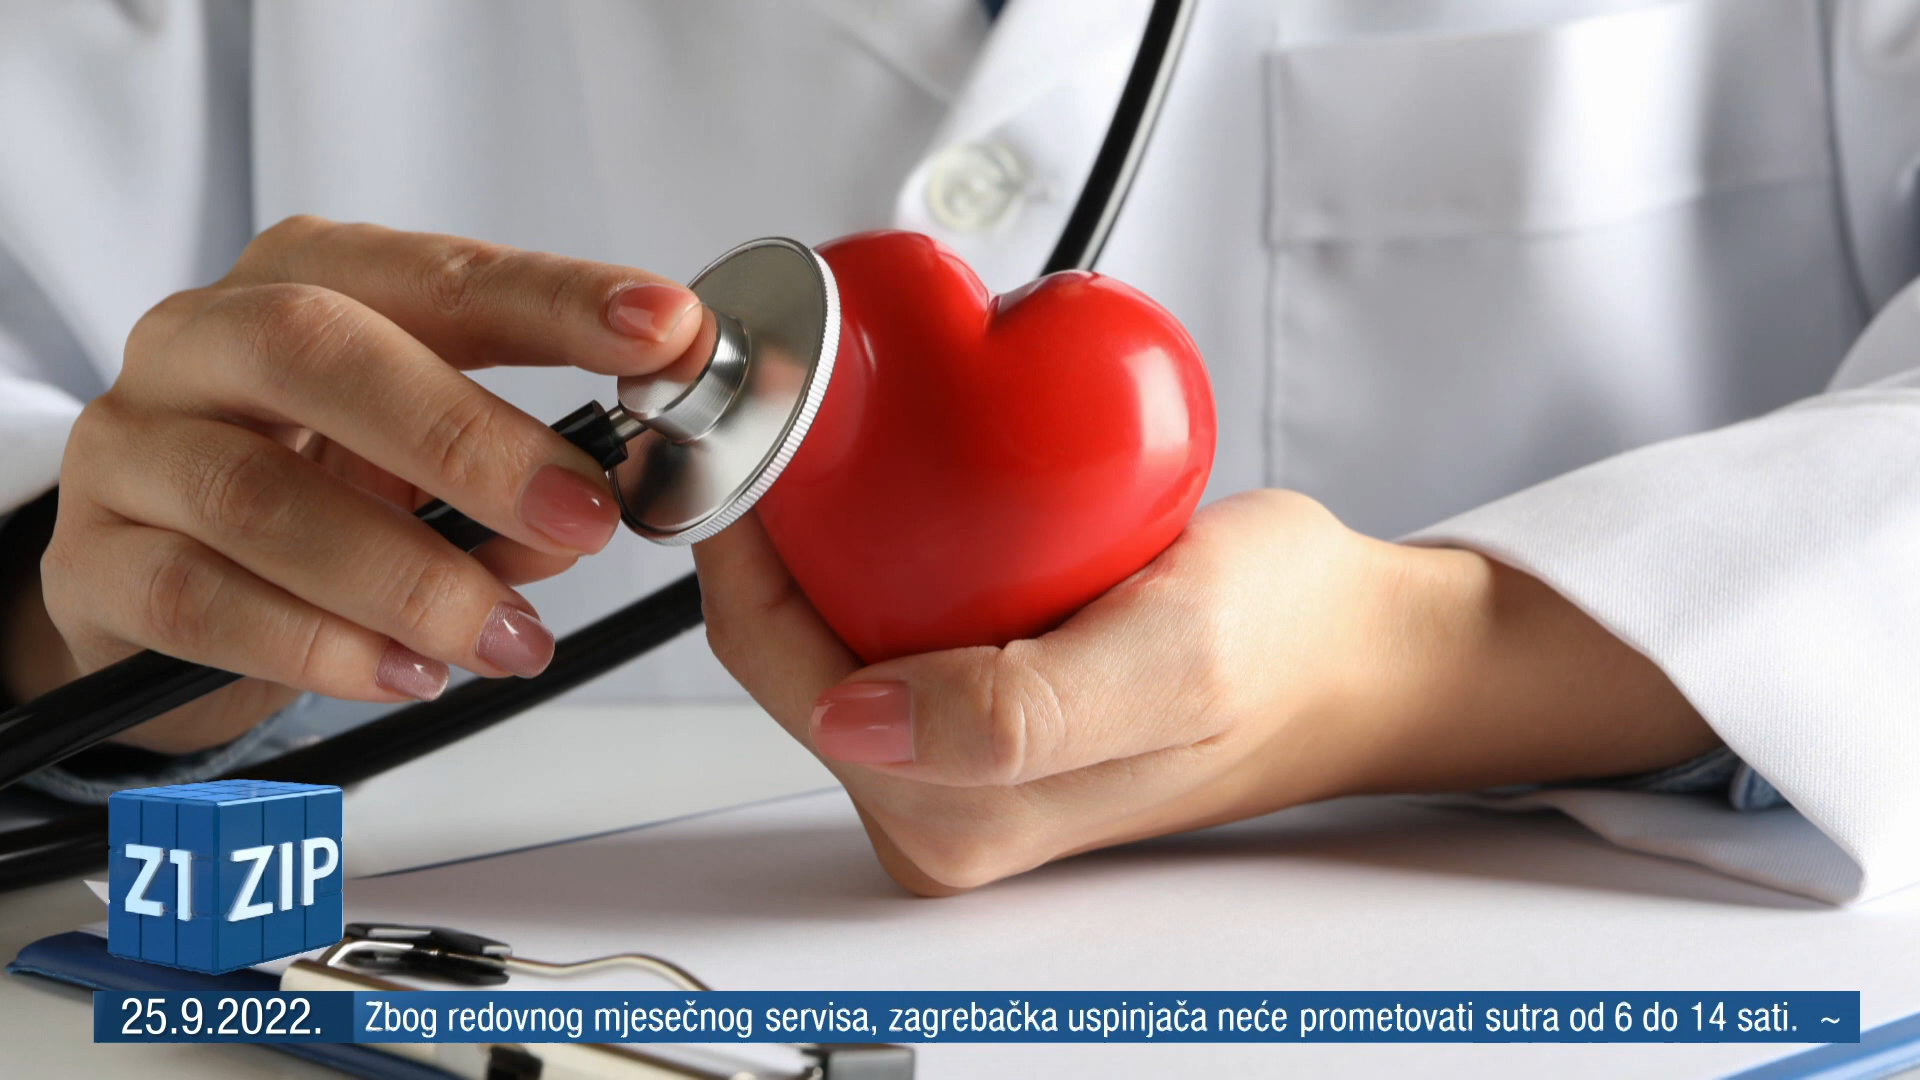 Z1 ZIP
25.9.2022. Zbog redovnog mjesečnog servisa, zagrebačka uspinjača neće prometovati sutra od 6 do 14 sati. ~